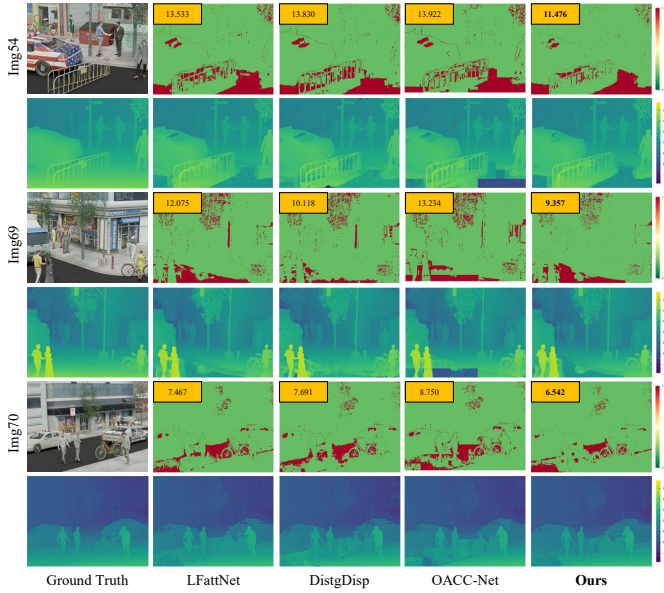 Img54
13.533
13.830
13.922
11.476
Img69
12.075
10.118
13.234
9.357
Img70
7.467
7.691
8.750
6.542
Ground Truth
LFattNet
DistgDisp
OACC-Net
Ours